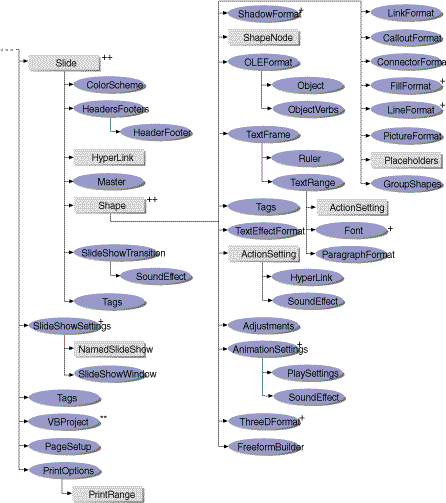 Slide ++
ColorScheme
HeadersFooters
HeaderFooter
HyperLink
Master
Shape ++
SlideShowTransition
SoundEffect
Tags
SlideShowSettings +
NamedSlideShow
SlideShowWindow
Tags
VBProject **
PageSetup
PrintOptions
PrintRange
ShadowFormat +
ShapeNode
OLEFormat
Object
ObjectVerbs
TextFrame
Ruler
TextRange
ActionSetting
Font +
ParagraphFormat
Tags
TextEffectFormat
ActionSetting
HyperLink
SoundEffect
Adjustments
AnimationSettings +
PlaySettings
SoundEffect
ThreeDFormat +
FreeformBuilder
LinkFormat
CalloutFormat
ConnectorForma
FillFormat +
LineFormat +
PictureFormat
Placeholders
GroupShapes